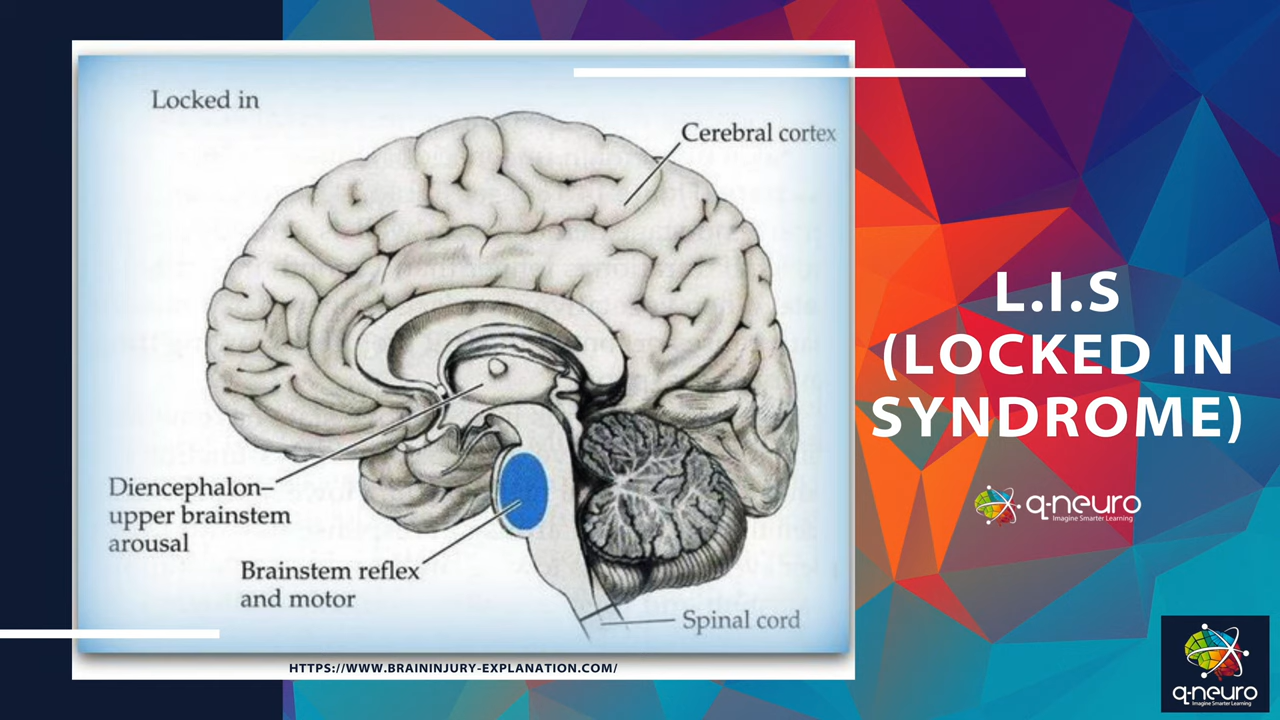 Locked in
Cerebral cortex
Diencephalon–
upper brainstem
arousal
Brainstem reflex
and motor
Spinal cord
HTTPS://WWW.BRAININJURY-EXPLANATION.COM/
L.I.S
(LOCKED IN
SYNDROME)
q-neuro
Imagine Smarter Learning
q-neuro
Imagine Smarter Learning